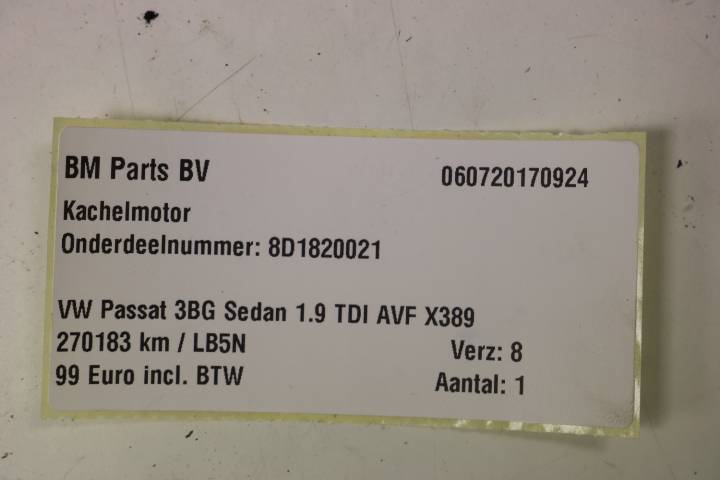 BM Parts BV 060720170924
Kachelmotor
Onderdeelnummer: 8D1820021
VW Passat 3BG Sedan 1.9 TDI AVF X389
270183 km / LB5N Verz: 8
99 Euro incl. BTW Aantal: 1